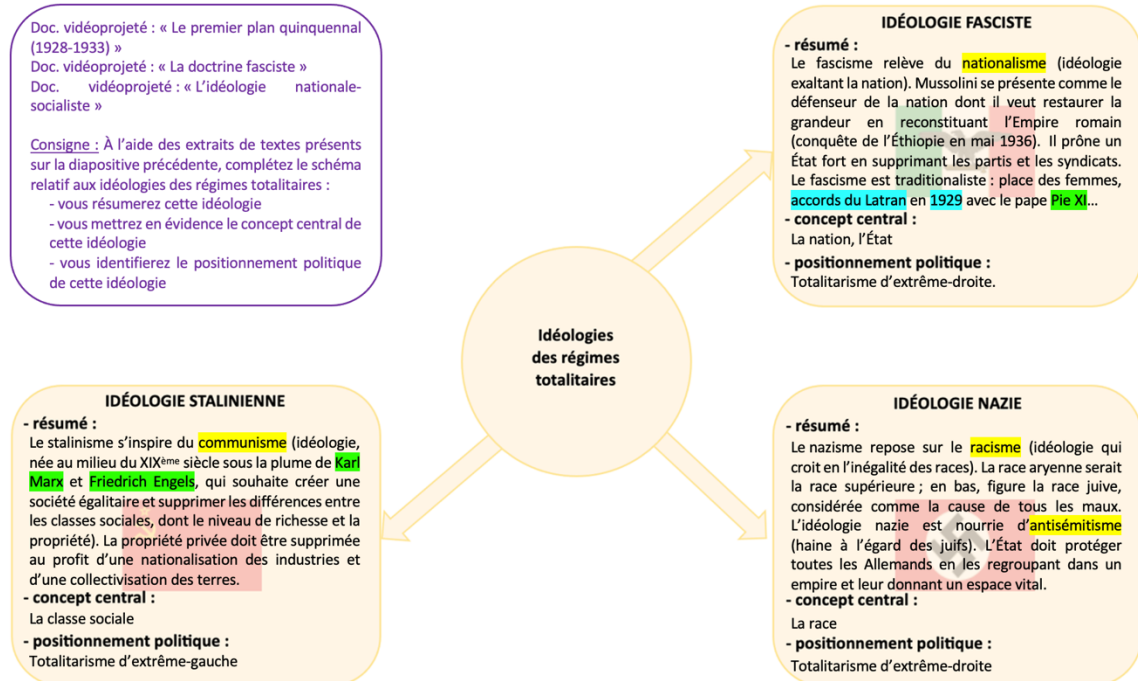 Doc. vidéoprojeté : « Le premier plan quinquennal
(1928-1933) »
Doc. vidéoprojeté : « La doctrine fasciste »
Doc. vidéoprojeté : « L'idéologie nationale-
socialiste »
Consigne : À l'aide des extraits de textes présents
sur la diapositive précédente, complétez le schéma
relatif aux idéologies des régimes totalitaires :
- vous résumerez cette idéologie
- vous mettrez en évidence le concept central de
cette idéologie
- vous identifierez le positionnement politique
de cette idéologie
IDÉOLOGIE FASCISTE
- résumé :
Le fascisme relève du nationalisme (idéologie
exaltant la nation). Mussolini se présente comme le
défenseur de la nation dont il veut restaurer la
grandeur en reconstituant l'Empire romain
(conquête de l'Éthiopie en mai 1936). Il prône un
État fort en supprimant les partis et les syndicats.
Le fascisme est traditionaliste : place des femmes,
accords du Latran en 1929 avec le pape Pie XI...
- concept central :
La nation, l'État
- positionnement politique :
Totalitarisme d'extrême-droite.
Idéologies
des régimes
totalitaires
IDÉOLOGIE STALINIENNE
- résumé :
Le stalinisme s'inspire du communisme (idéologie,
née au milieu du XIXème siècle sous la plume de Karl
Marx et Friedrich Engels, qui souhaite créer une
société égalitaire et supprimer les différences entre
les classes sociales, dont le niveau de richesse et la
propriété). La propriété privée doit être supprimée
au profit d'une nationalisation des industries et
d'une collectivisation des terres.
- concept central :
La classe sociale
- positionnement politique :
Totalitarisme d'extrême-gauche
IDÉOLOGIE NAZIE
- résumé :
Le nazisme repose sur le racisme (idéologie qui
croit en l'inégalité des races). La race aryenne serait
la race supérieure ; en bas, figure la race juive,
considérée comme la cause de tous les maux.
L'idéologie nazie est nourrie d'antisémitisme
(haine à l'égard des juifs). L'État doit protéger
toutes les Allemands en les regroupant dans un
empire et leur donnant un espace vital.
- concept central :
La race
- positionnement politique :
Totalitarisme d'extrême-droite